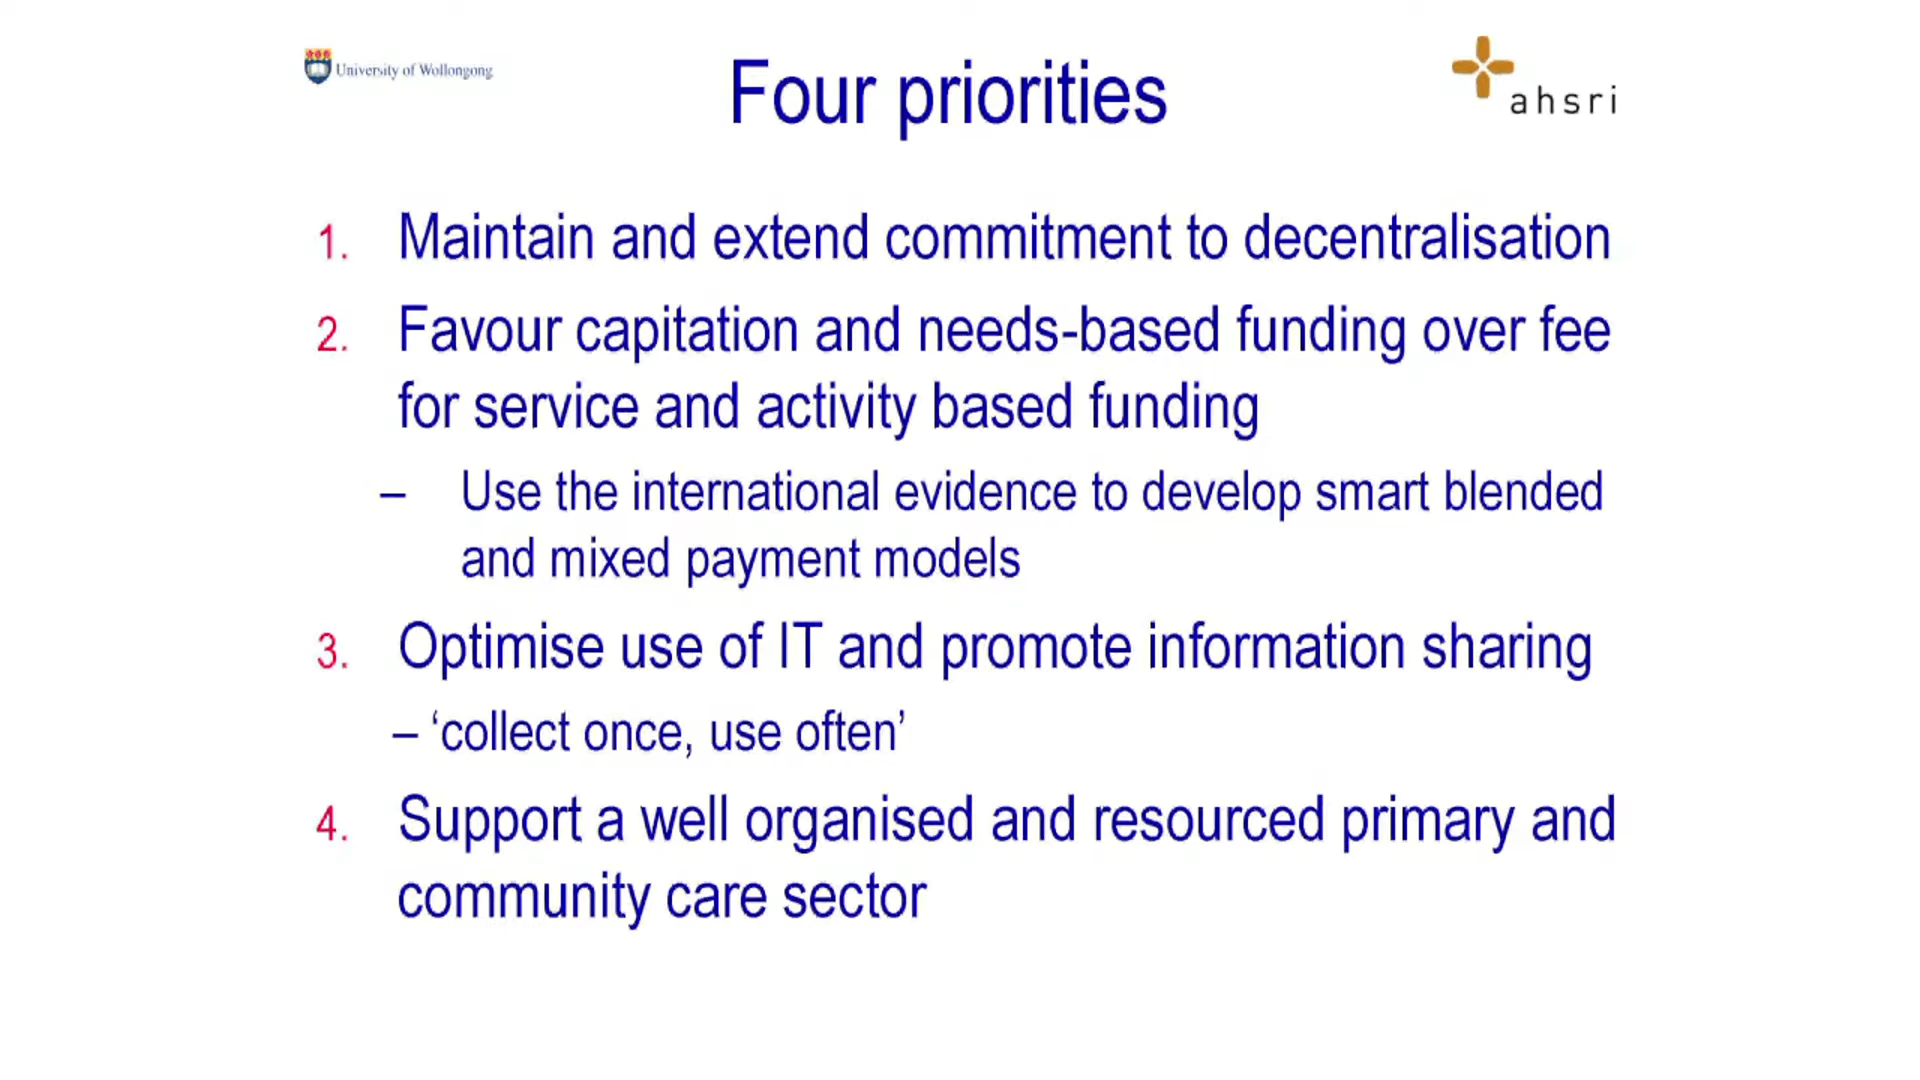 University of Wollongong
Four priorities
ahsri
1. Maintain and extend commitment to decentralisation
2. Favour capitation and needs-based funding over fee
for service and activity based funding
– Use the international evidence to develop smart blended
and mixed payment models
3. Optimise use of IT and promote information sharing
– ‘collect once, use often’
4. Support a well organised and resourced primary and
community care sector